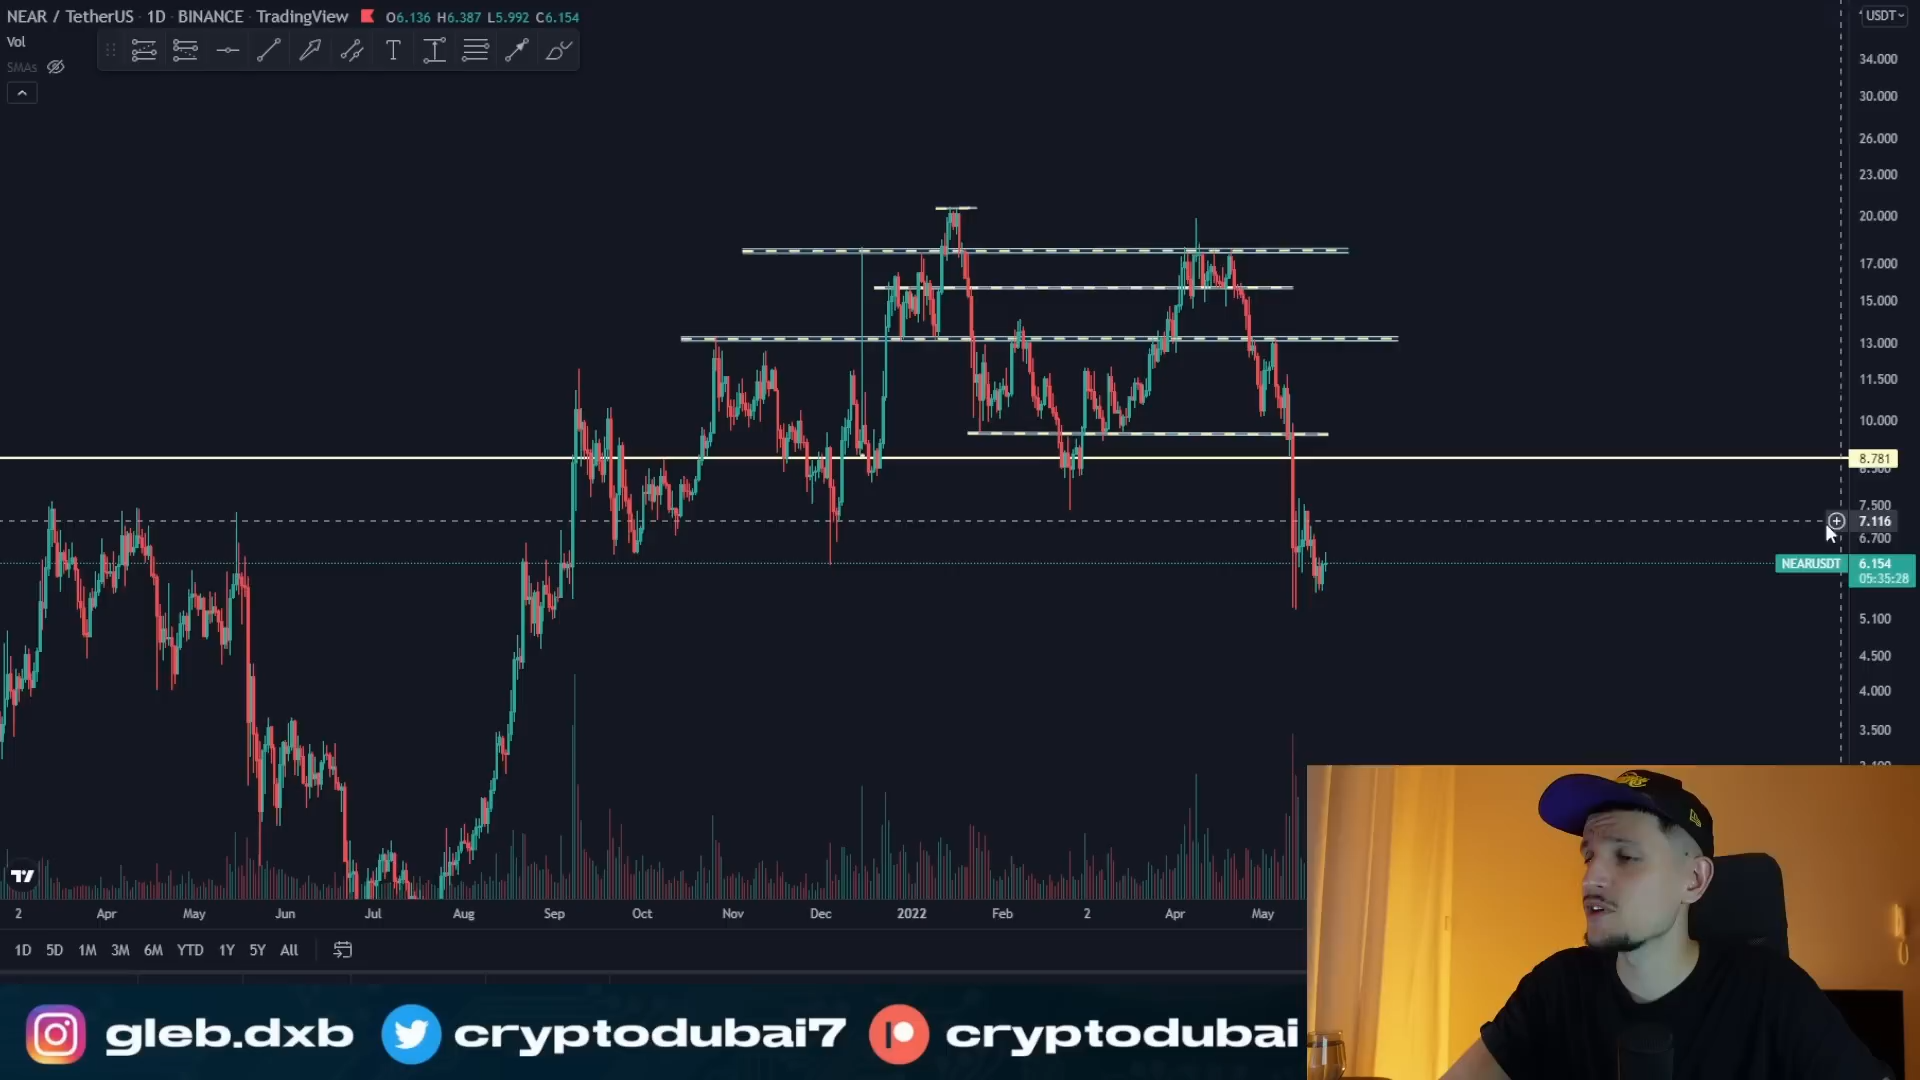 NEAR / TetherUS · 1D · BINANCE · TradingView O6.136 H6.387 L5.992 C6.154
Vol
SMAs
T
USDT
34.000
30.000
26.000
23.000
20.000
17.000
15.000
13.000
11.500
10.000
8.781
7.500
7.116
6.700
NEARUSDT 6.154
05:35:28
5.100
4.500
4.000
3.500
2 Apr May Jun Jul Aug Sep Oct Nov Dec 2022 Feb 2 Apr May
1D 5D 1M 3M 6M YTD 1Y 5Y All
gleb.dxb cryptodubai7 cryptodubai